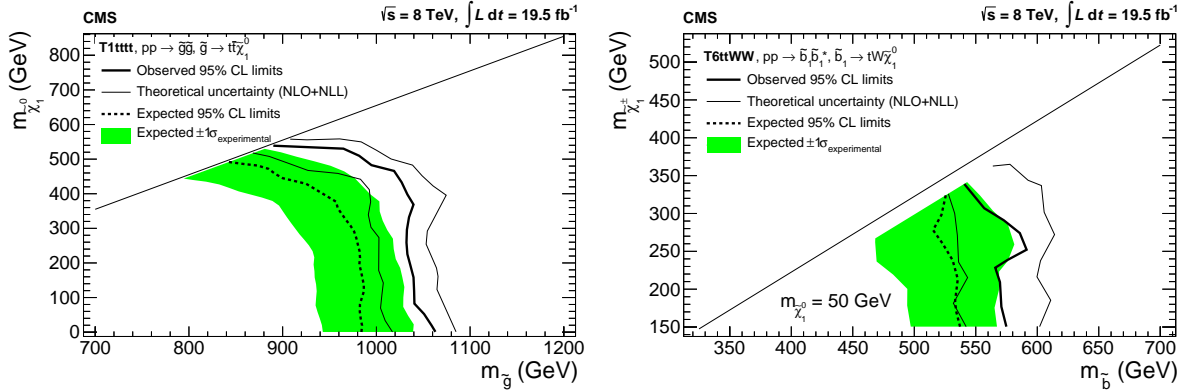 CMS
√s = 8 TeV, ∫L dt = 19.5 fb⁻¹
T1tttt, pp → g̃g̃, g̃ → tt̄χ̃⁰₁
Observed 95% CL limits
Theoretical uncertainty (NLO+NLL)
Expected 95% CL limits
Expected ±1σexperimental
m χ̃⁰₁ (GeV)
800
700
600
500
400
300
200
100
0
700 800 900 1000 1100 1200
m g̃ (GeV)
CMS
√s = 8 TeV, ∫L dt = 19.5 fb⁻¹
T6ttWW, pp → b̃₁b̃₁*, b̃₁ → tWχ̃⁰₁
Observed 95% CL limits
Theoretical uncertainty (NLO+NLL)
Expected 95% CL limits
Expected ±1σexperimental
m χ̃±₁ (GeV)
500
450
400
350
300
250
200
150
m χ̃⁰₁ = 50 GeV
350 400 450 500 550 600 650 700
m b̃ (GeV)